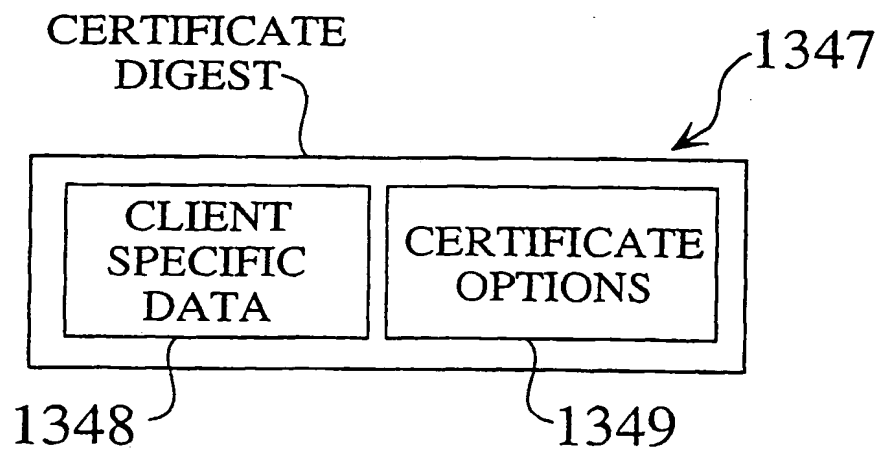 CERTIFICATE
DIGEST
1347
CLIENT
SPECIFIC
DATA
CERTIFICATE
OPTIONS
1348
1349